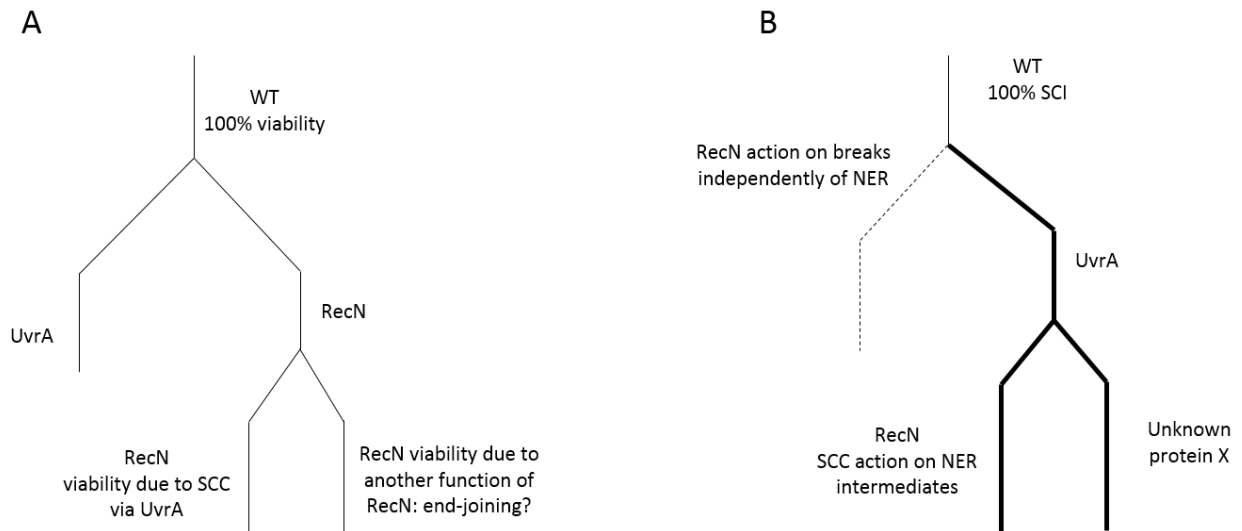 A
WT
100% viability
UvrA
RecN
RecN
viability due to SCC
via UvrA
RecN viability due to
another function of
RecN: end-joining?
B
WT
100% SCI
RecN action on breaks
independently of NER
UvrA
RecN
SCC action on NER
intermediates
Unknown
protein X